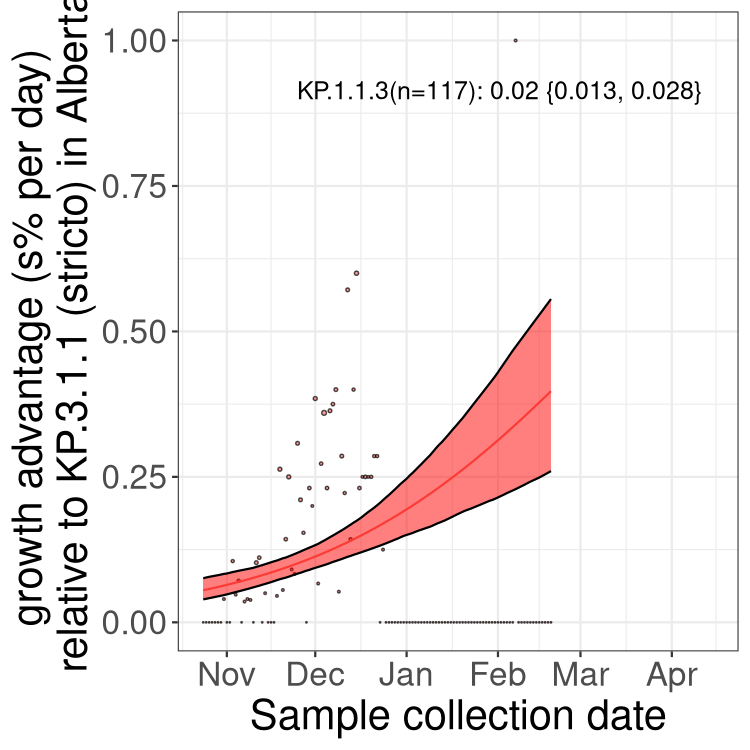 growth advantage (s% per day)
relative to KP.3.1.1 (stricto) in Alberta
1.00
0.75
0.50
0.25
0.00
KP.1.1.3(n=117): 0.02 {0.013, 0.028}
Nov Dec Jan Feb Mar Apr
Sample collection date